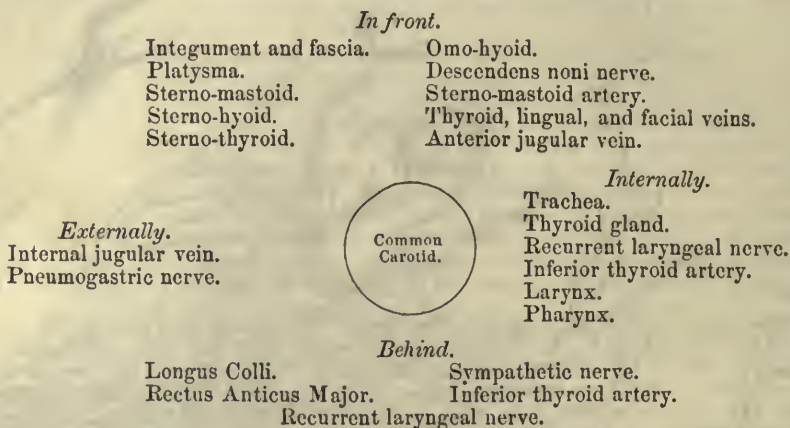 In front.
Integument and fascia. Omo-hyoid.
Platysma. Descendens noni nerve.
Sterno-mastoid. Sterno-mastoid artery.
Sterno-hyoid. Thyroid, lingual, and facial veins.
Sterno-thyroid. Anterior jugular vein.
Internally.
Trachea.
Thyroid gland.
Recurrent laryngeal nerve.
Inferior thyroid artery.
Larynx.
Pharynx.
Externally.
Internal jugular vein.
Pneumogastric nerve.
Common
Carotid.
Behind.
Longus Colli. Sympathetic nerve.
Rectus Anticus Major. Inferior thyroid artery.
Recurrent laryngeal nerve.